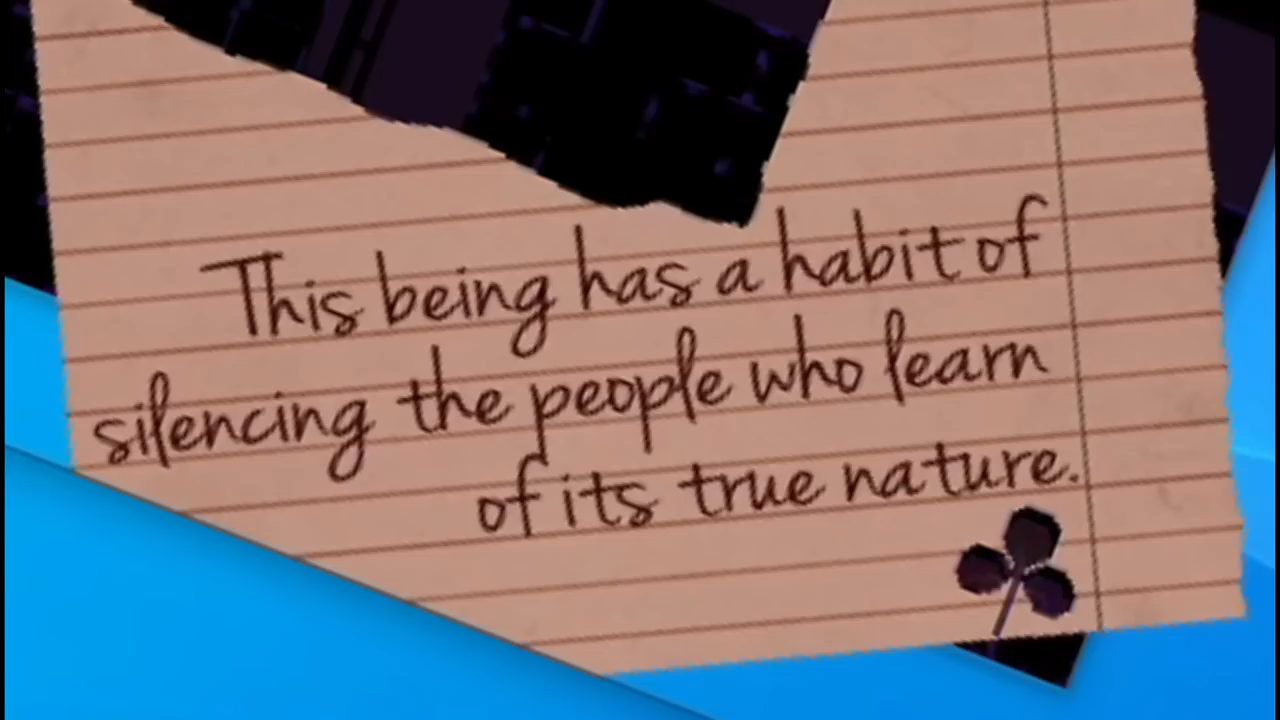 This being has a habit of
silencing the people who learn
of its true nature.